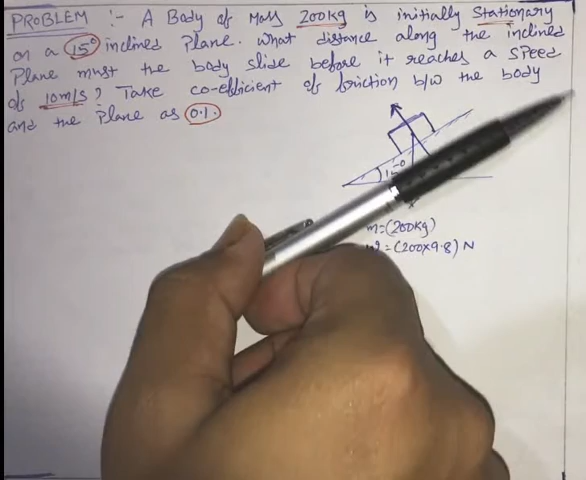 PROBLEM :- A Body of Mass 200kg is initially Stationary
on a 15° inclined Plane. What distance along the inclined
Plane must the body slide before it reaches a speed
of 10m/s? Take co-efficient of friction b/w the body
and the Plane as 0.1.
15°
m=(200kg)
= (200×9.8) N